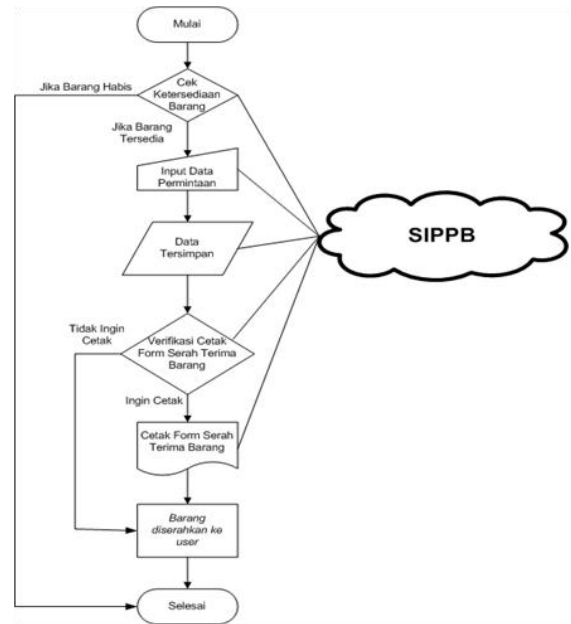 Mulai
Jika Barang Habis
Cek
Ketersediaan
Barang
Jika Barang
Tersedia
Input Data
Permintaan
SIPPB
Data
Tersimpan
Tidak Ingin
Cetak
Verifikasi Cetak
Form Serah Terima
Barang
Ingin Cetak
Cetak Form Serah
Terima Barang
Barang
diserahkan ke
user
Selesai